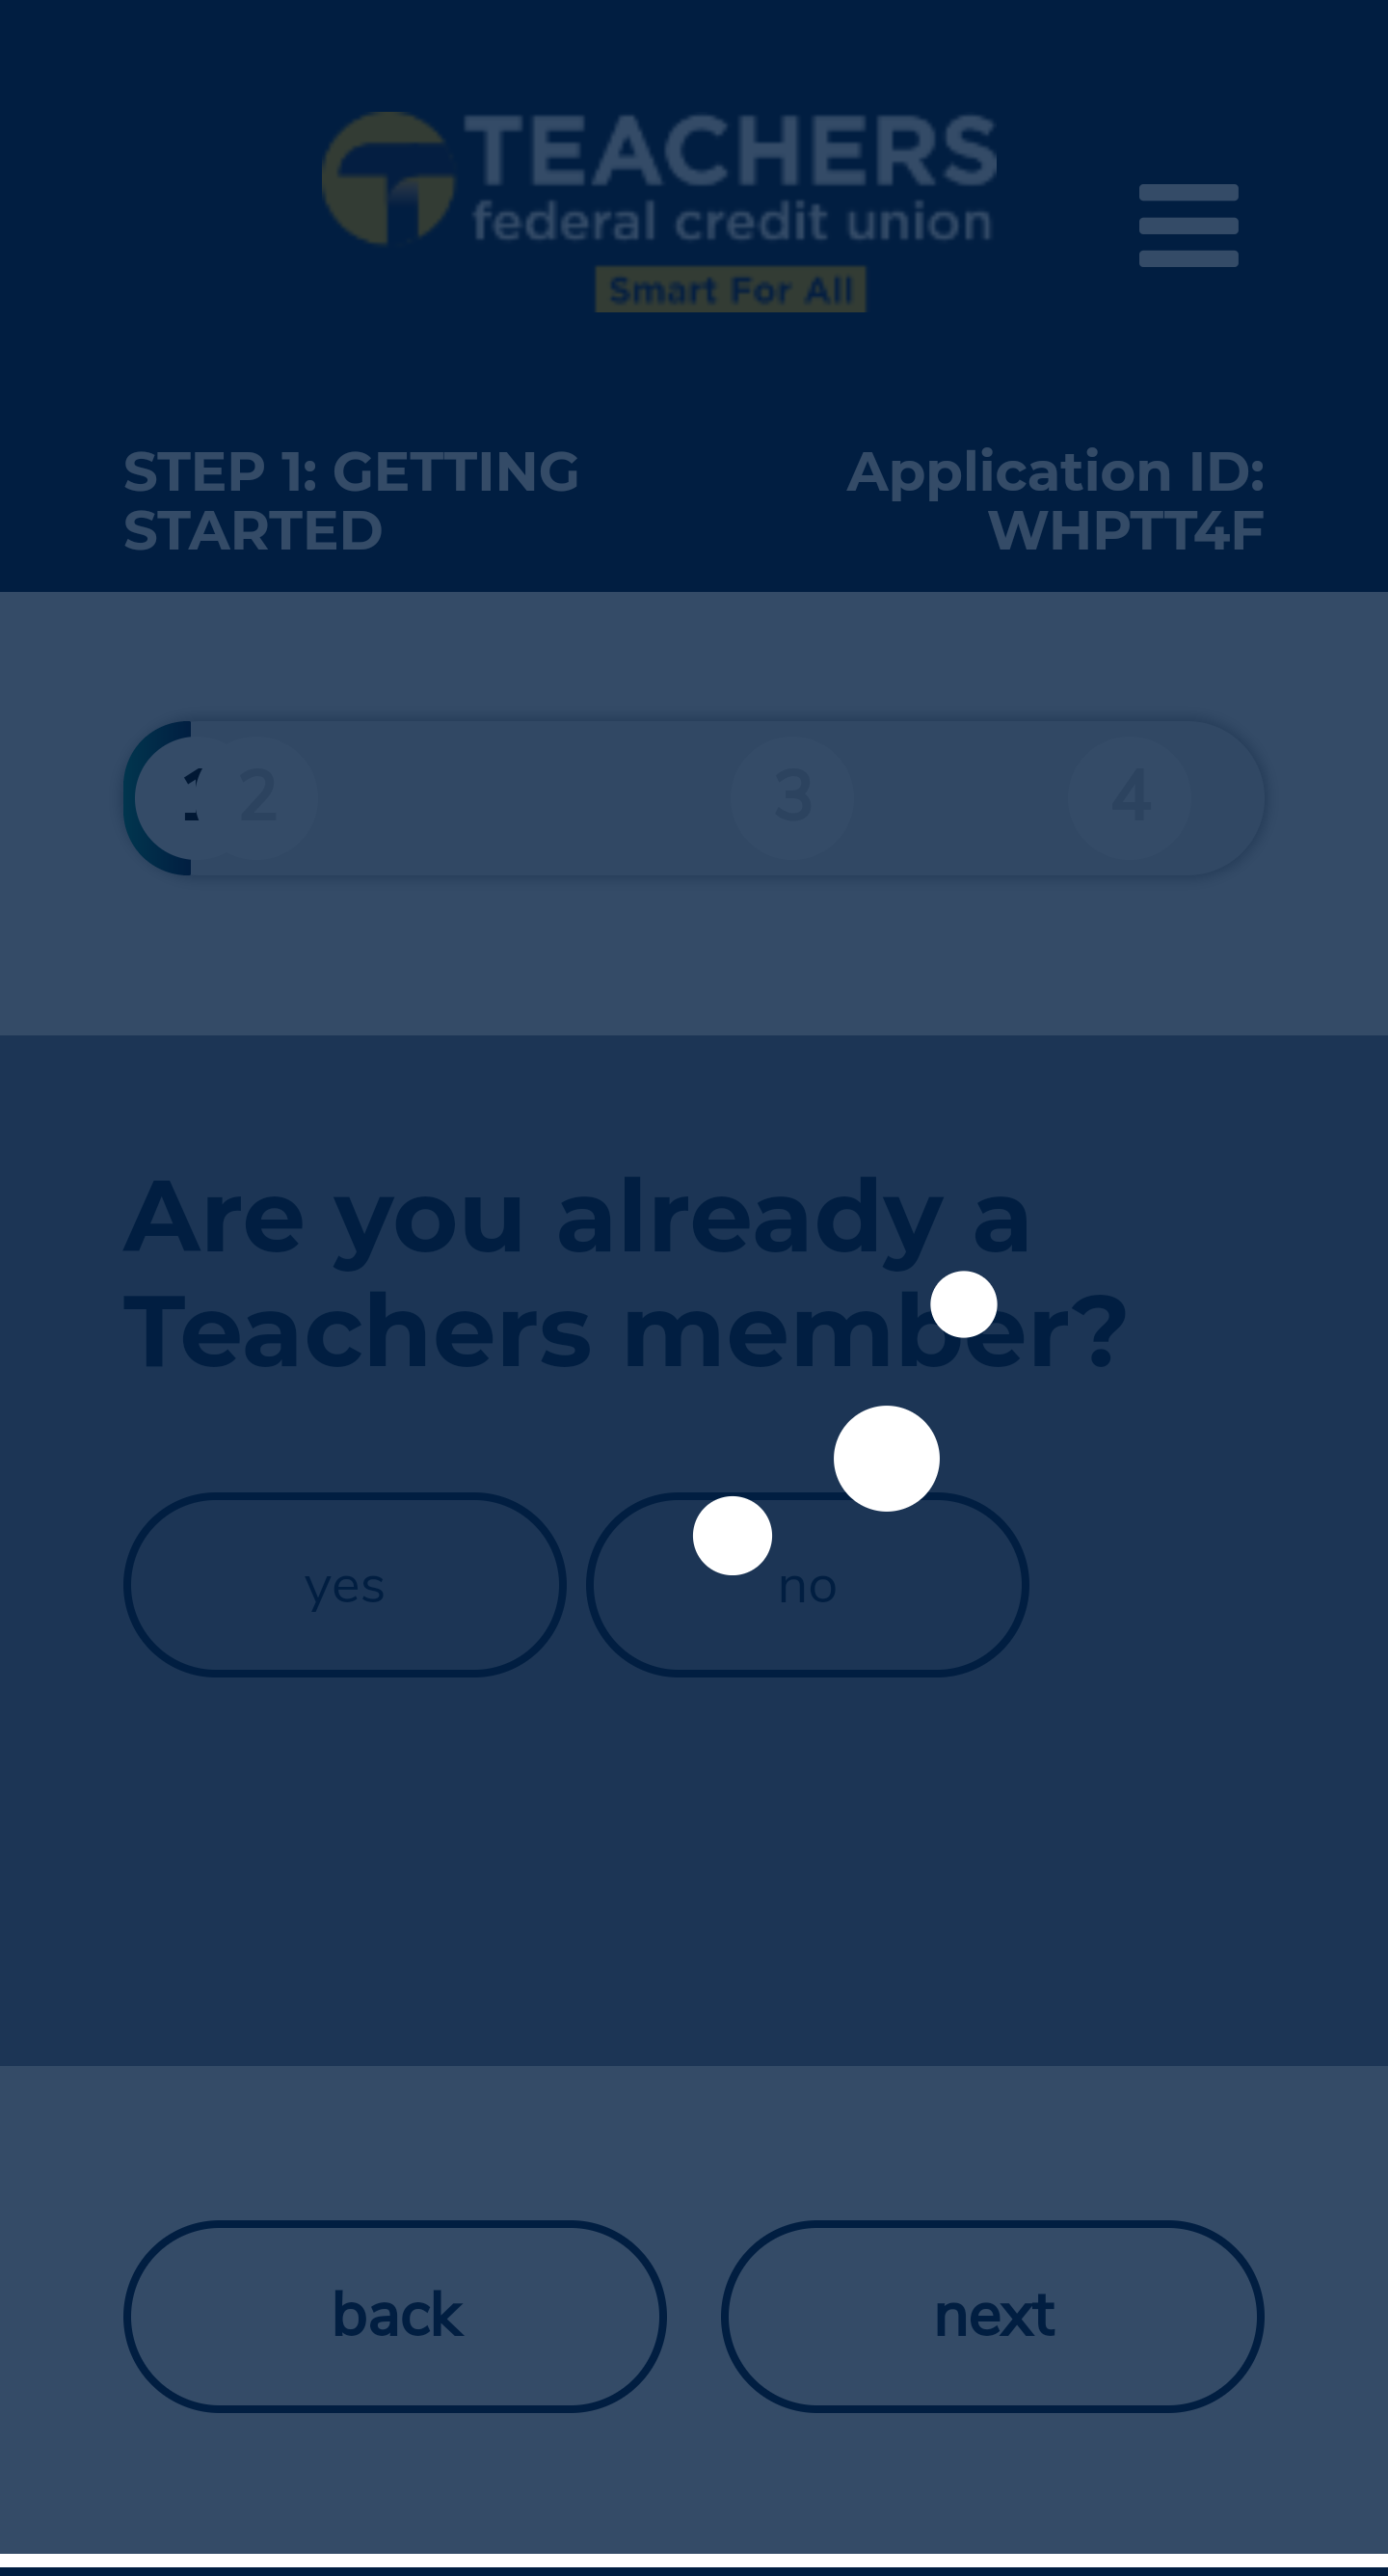 TEACHERS
federal credit union
Smart For All
STEP 1: GETTING
STARTED
Application ID:
WHPTT4F
1 2 3 4
Are you already a
Teachers member?
yes no
back next